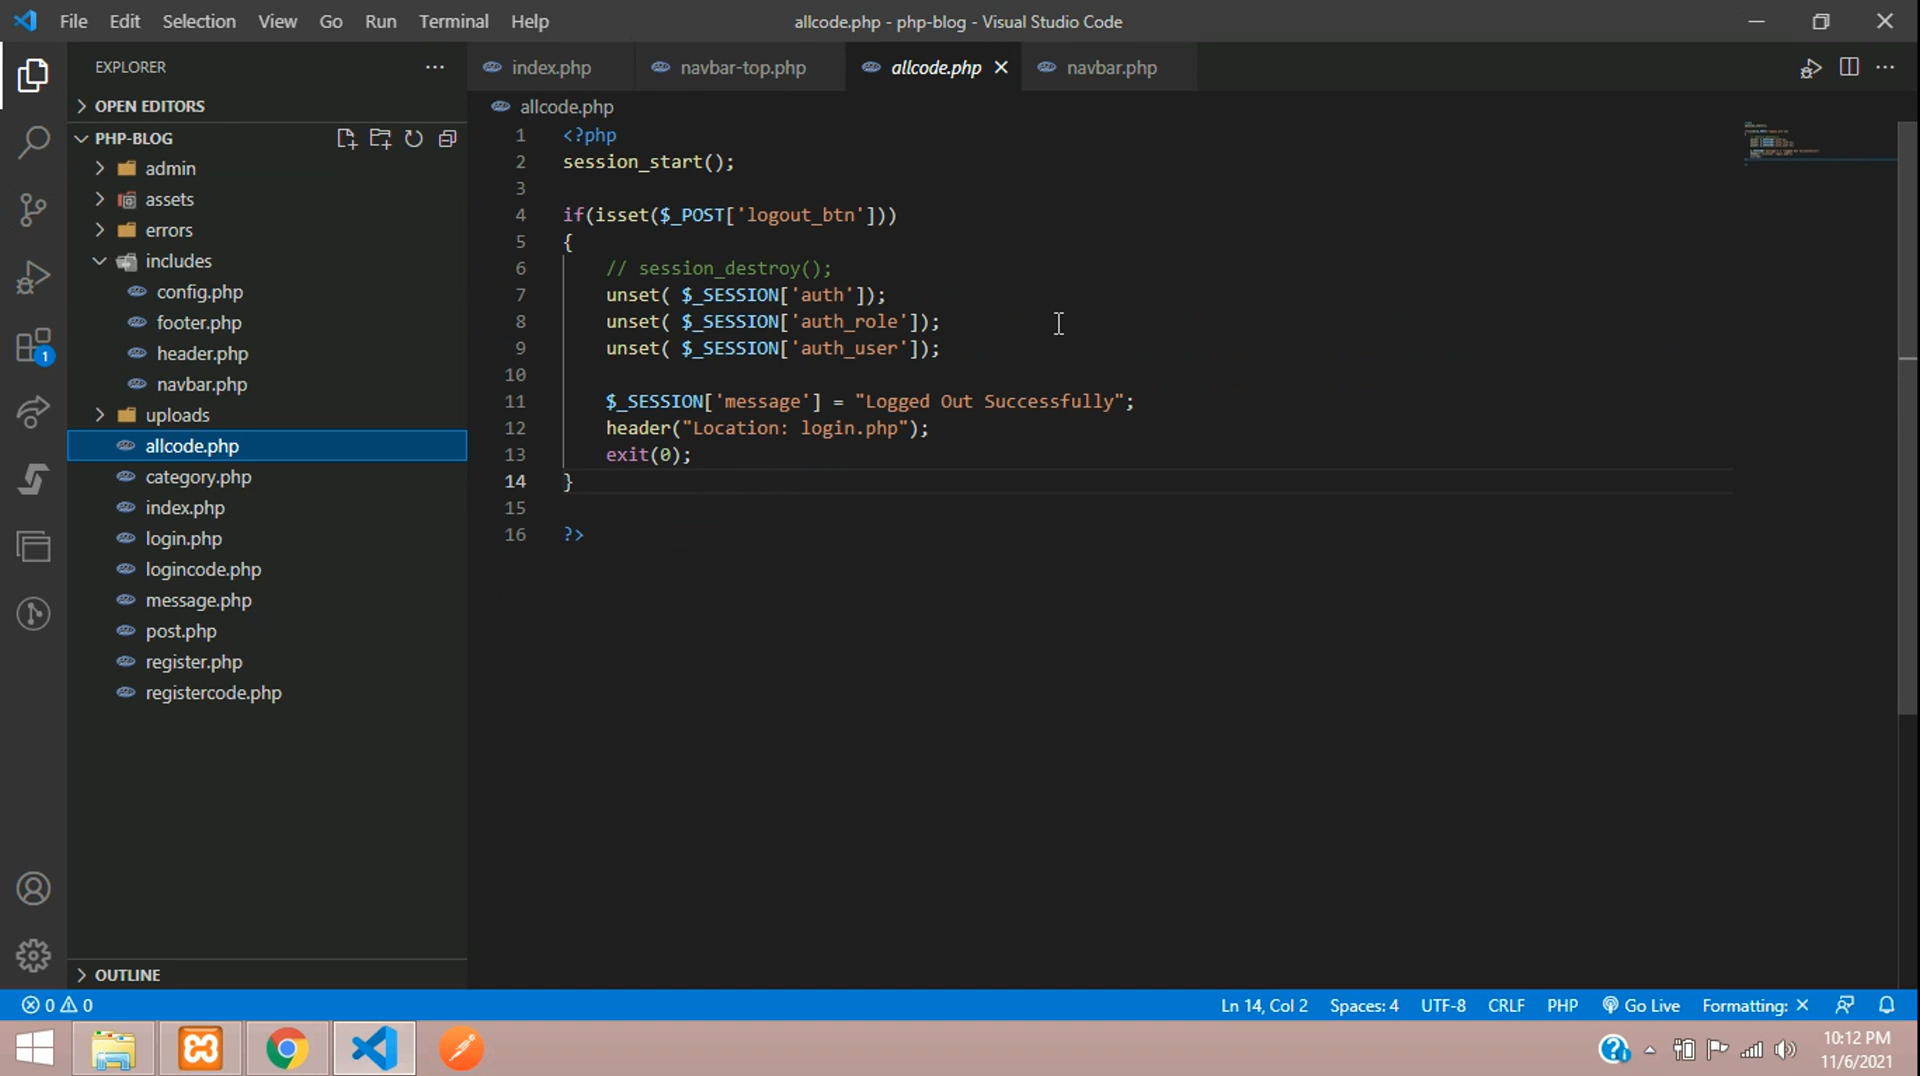 File Edit Selection View Go Run Terminal Help
allcode.php - php-blog - Visual Studio Code
EXPLORER
OPEN EDITORS
PHP-BLOG
admin
assets
errors
includes
config.php
footer.php
header.php
navbar.php
uploads
allcode.php
category.php
index.php
login.php
logincode.php
message.php
post.php
register.php
registercode.php
OUTLINE
1
index.php navbar-top.php allcode.php navbar.php
allcode.php
1 <?php
2 session_start();
3
4 if(isset($_POST['logout_btn']))
5 {
6 // session_destroy();
7 unset( $_SESSION['auth']);
8 unset( $_SESSION['auth_role']);
9 unset( $_SESSION['auth_user']);
10
11 $_SESSION['message'] = "Logged Out Successfully";
12 header("Location: login.php");
13 exit(0);
14 }
15
16 ?>
0 0 Ln 14, Col 2 Spaces: 4 UTF-8 CRLF PHP Go Live Formatting: ×
10:12 PM
11/6/2021